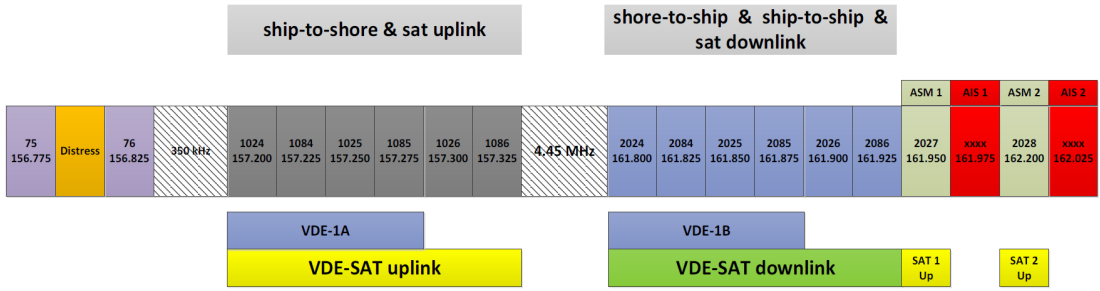 ship-to-shore & sat uplink
shore-to-ship & ship-to-ship &
sat downlink
ASM 1
AIS 1
ASM 2
AIS 2
75
156.775
Distress
76
156.825
350 kHz
1024
157.200
1084
157.225
1025
157.250
1085
157.275
1026
157.300
1086
157.325
4.45 MHz
2024
161.800
2084
161.825
2025
161.850
2085
161.875
2026
161.900
2086
161.925
2027
161.950
xxxx
161.975
2028
162.200
xxxx
162.025
VDE-1A
VDE-1B
VDE-SAT uplink
VDE-SAT downlink
SAT 1
Up
SAT 2
Up